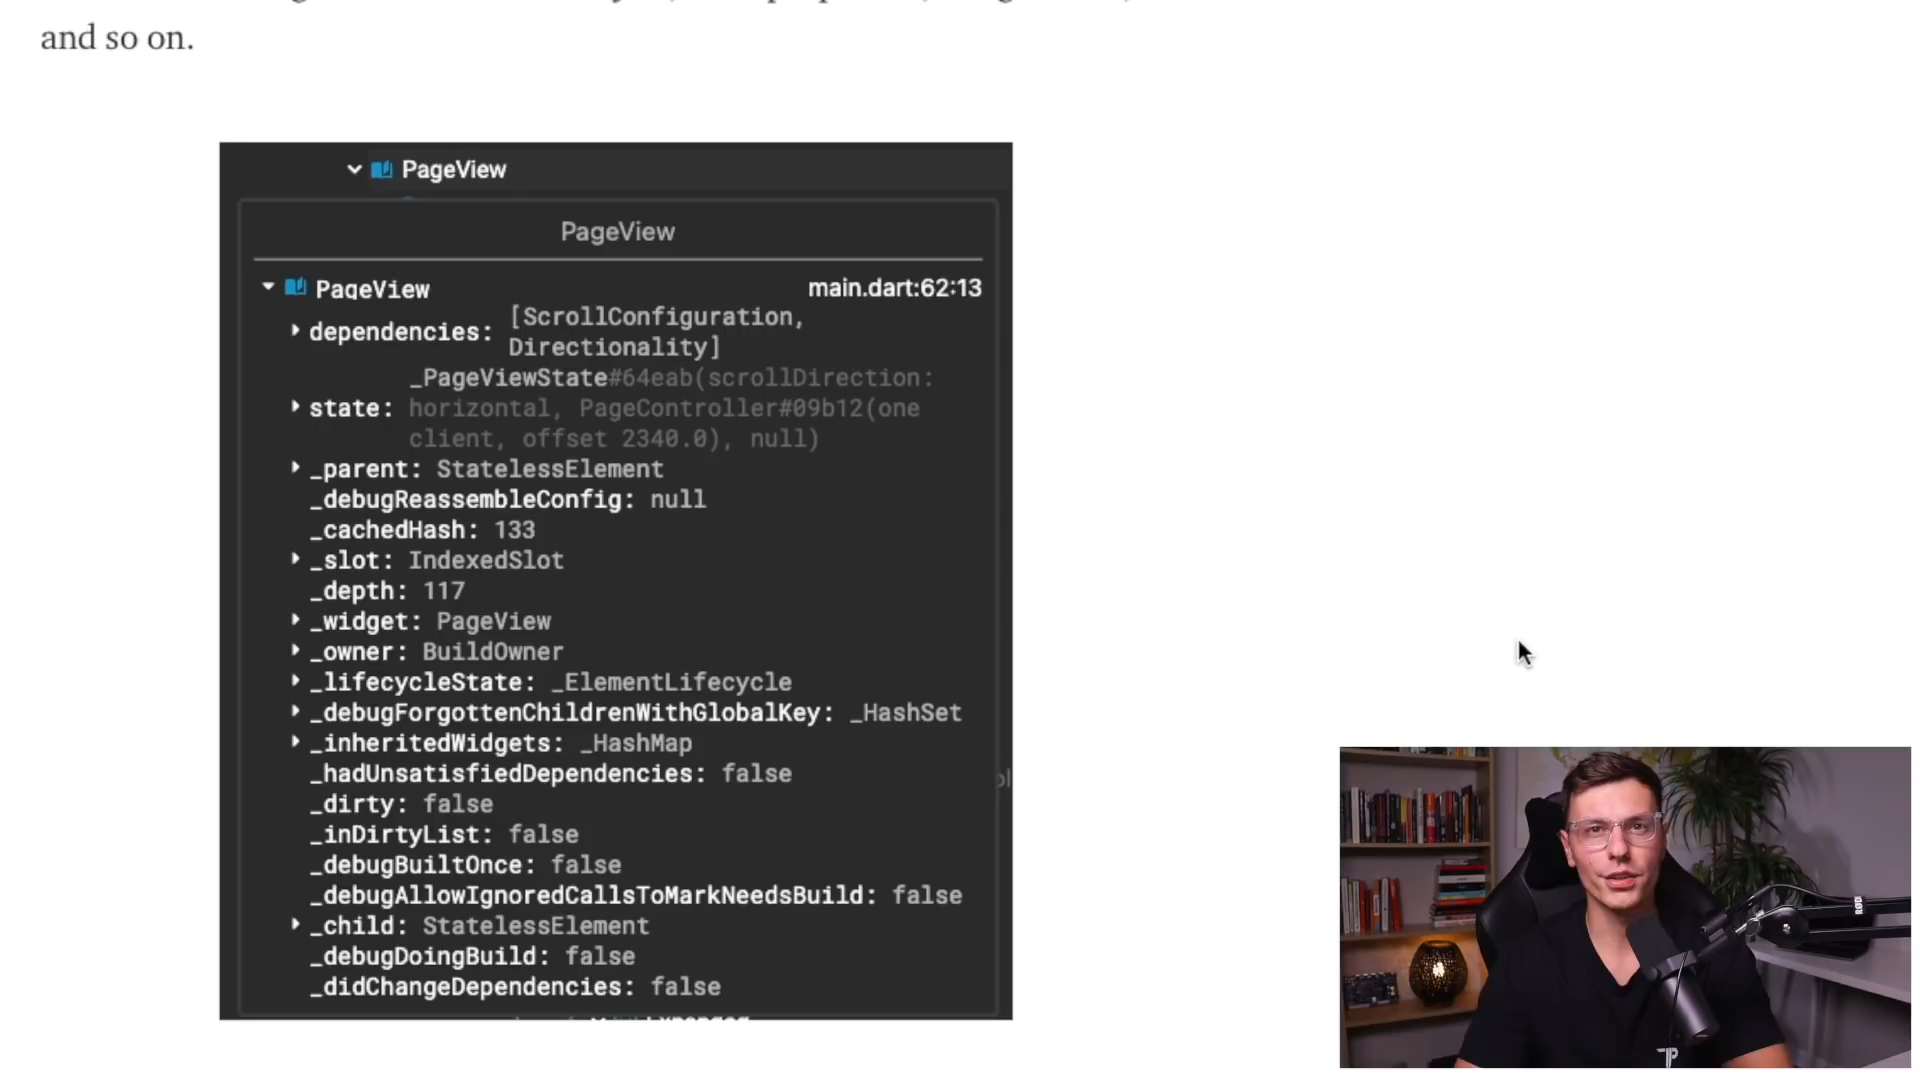 and so on.
PageView
PageView
PageView main.dart:62:13
dependencies: [ScrollConfiguration,
Directionality]
_PageViewState#64eab(scrollDirection:
state: horizontal, PageController#09b12(one
client, offset 2340.0), null)
_parent: StatelessElement
_debugReassembleConfig: null
_cachedHash: 133
_slot: IndexedSlot
_depth: 117
_widget: PageView
_owner: BuildOwner
_lifecycleState: _ElementLifecycle
_debugForgottenChildrenWithGlobalKey: _HashSet
_inheritedWidgets: _HashMap
_hadUnsatisfiedDependencies: false
_dirty: false
_inDirtyList: false
_debugBuiltOnce: false
_debugAllowIgnoredCallsToMarkNeedsBuild: false
_child: StatelessElement
_debugDoingBuild: false
_didChangeDependencies: false
RØDE